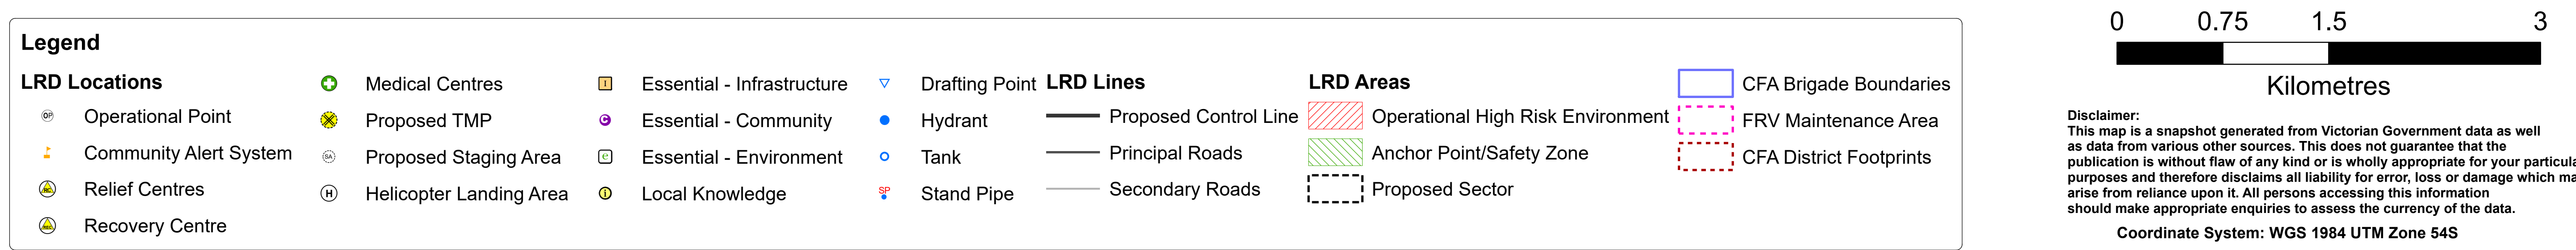 Legend
LRD Locations
OP Operational Point
Community Alert System
RC Relief Centres
REC Recovery Centre
Medical Centres
Proposed TMP
SA Proposed Staging Area
H Helicopter Landing Area
I Essential - Infrastructure
C Essential - Community
e Essential - Environment
i Local Knowledge
Drafting Point
Hydrant
Tank
SP Stand Pipe
LRD Lines
Proposed Control Line
Principal Roads
Secondary Roads
LRD Areas
Operational High Risk Environment
Anchor Point/Safety Zone
Proposed Sector
CFA Brigade Boundaries
FRV Maintenance Area
CFA District Footprints
0 0.75 1.5 3
Kilometres
Disclaimer:
This map is a snapshot generated from Victorian Government data as well
as data from various other sources. This does not guarantee that the
publication is without flaw of any kind or is wholly appropriate for your particula
purposes and therefore disclaims all liability for error, loss or damage which ma
arise from reliance upon it. All persons accessing this information
should make appropriate enquiries to assess the currency of the data.
Coordinate System: WGS 1984 UTM Zone 54S